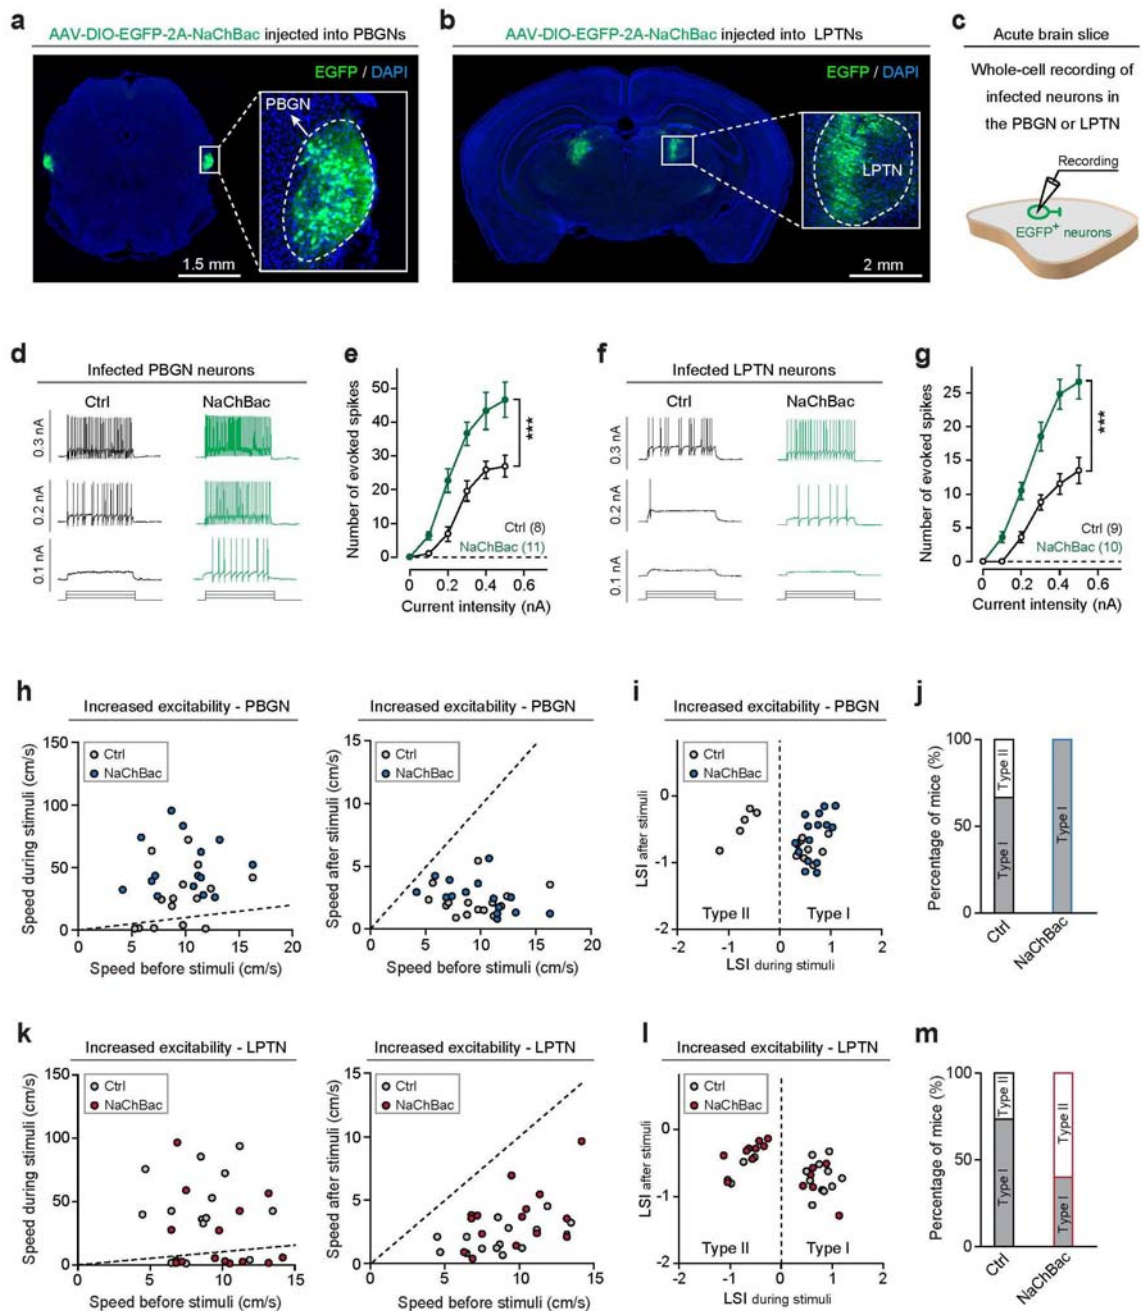 a
AAV-DIO-EGFP-2A-NaChBac injected into PBGNs
EGFP / DAPI
PBGN
1.5 mm
b
AAV-DIO-EGFP-2A-NaChBac injected into LPTNs
EGFP / DAPI
LPTN
2 mm
c
Acute brain slice
Whole-cell recording of
infected neurons in
the PBGN or LPTN
Recording
EGFP+ neurons
d
Infected PBGN neurons
Ctrl
NaChBac
0.3 nA
0.2 nA
0.1 nA
e
Number of evoked spikes
50
40
30
20
10
0
***
Ctrl (8)
NaChBac (11)
0
0.2
0.4
0.6
Current intensity (nA)
f
Infected LPTN neurons
Ctrl
NaChBac
0.3 nA
0.2 nA
0.1 nA
g
Number of evoked spikes
25
20
15
10
5
0
***
Ctrl (9)
NaChBac (10)
0
0.2
0.4
0.6
Current intensity (nA)
h
Increased excitability - PBGN
Speed during stimuli (cm/s)
150
100
50
0
Ctrl
NaChBac
0
5
10
15
20
Speed before stimuli (cm/s)
Increased excitability - PBGN
Speed after stimuli (cm/s)
15
10
5
0
Ctrl
NaChBac
0
5
10
15
20
Speed before stimuli (cm/s)
i
Increased excitability - PBGN
LSI after stimuli
Ctrl
NaChBac
0
-1
-2
Type II
Type I
-2
-1
0
1
2
LSI during stimuli
j
Percentage of mice (%)
100
50
0
Type II
Type I
Type I
Ctrl
NaChBac
k
Increased excitability - LPTN
Speed during stimuli (cm/s)
150
100
50
0
Ctrl
NaChBac
0
5
10
15
Speed before stimuli (cm/s)
Increased excitability - LPTN
Speed after stimuli (cm/s)
15
10
5
0
Ctrl
NaChBac
0
5
10
15
Speed before stimuli (cm/s)
l
Increased excitability - LPTN
LSI after stimuli
Ctrl
NaChBac
0
-1
-2
Type II
Type I
-2
-1
0
1
2
LSI during stimuli
m
Percentage of mice (%)
100
50
0
Type II
Type I
Type II
Type I
Ctrl
NaChBac